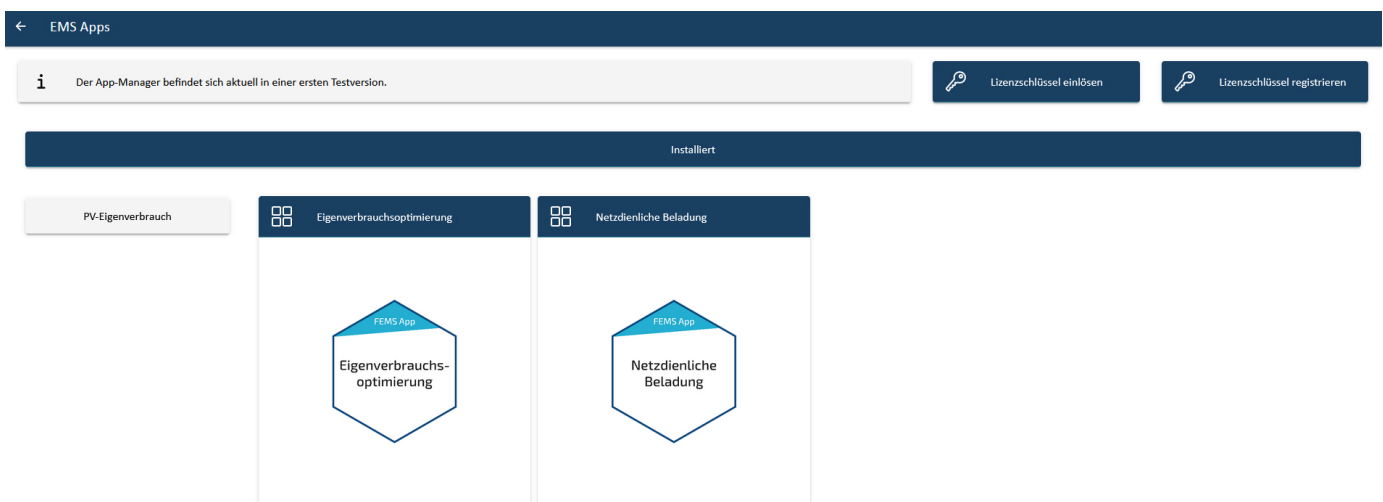 EMS Apps
Der App-Manager befindet sich aktuell in einer ersten Testversion.
Lizenzschlüssel einlösen
Lizenzschlüssel registrieren
Installiert
PV-Eigenverbrauch
Eigenverbrauchsoptimierung
Netzdienliche Beladung
FEMS App
Eigenverbrauchs-
optimierung
FEMS App
Netzdienliche
Beladung